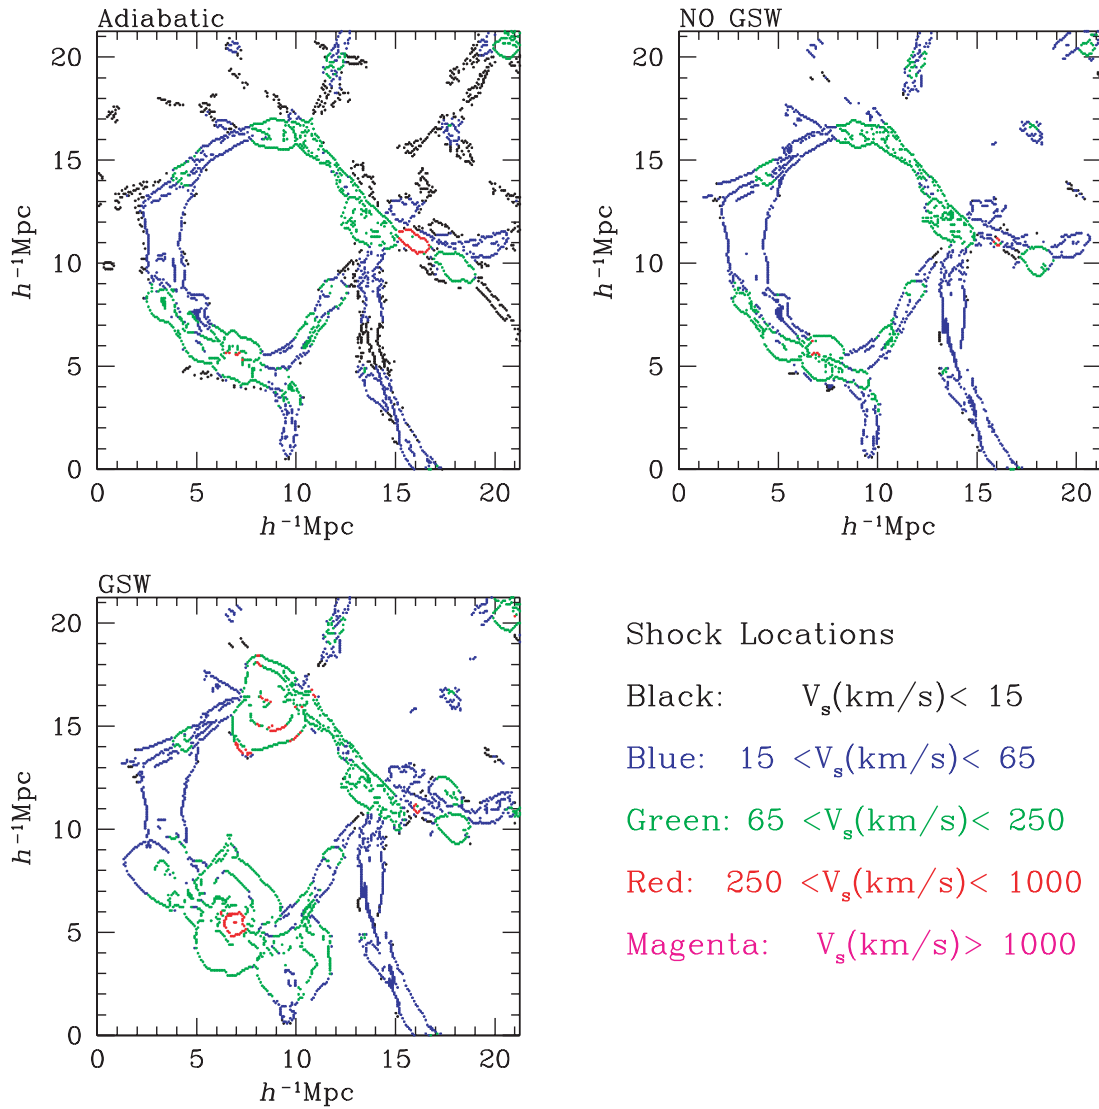 Adiabatic
20
15
10
5
0
h⁻¹Mpc
0 5 10 15 20
h⁻¹Mpc
NO GSW
20
15
10
5
0
h⁻¹Mpc
0 5 10 15 20
h⁻¹Mpc
GSW
20
15
10
5
0
h⁻¹Mpc
0 5 10 15 20
h⁻¹Mpc
Shock Locations
Black: Vₛ(km/s)< 15
Blue: 15 <Vₛ(km/s)< 65
Green: 65 <Vₛ(km/s)< 250
Red: 250 <Vₛ(km/s)< 1000
Magenta: Vₛ(km/s)> 1000